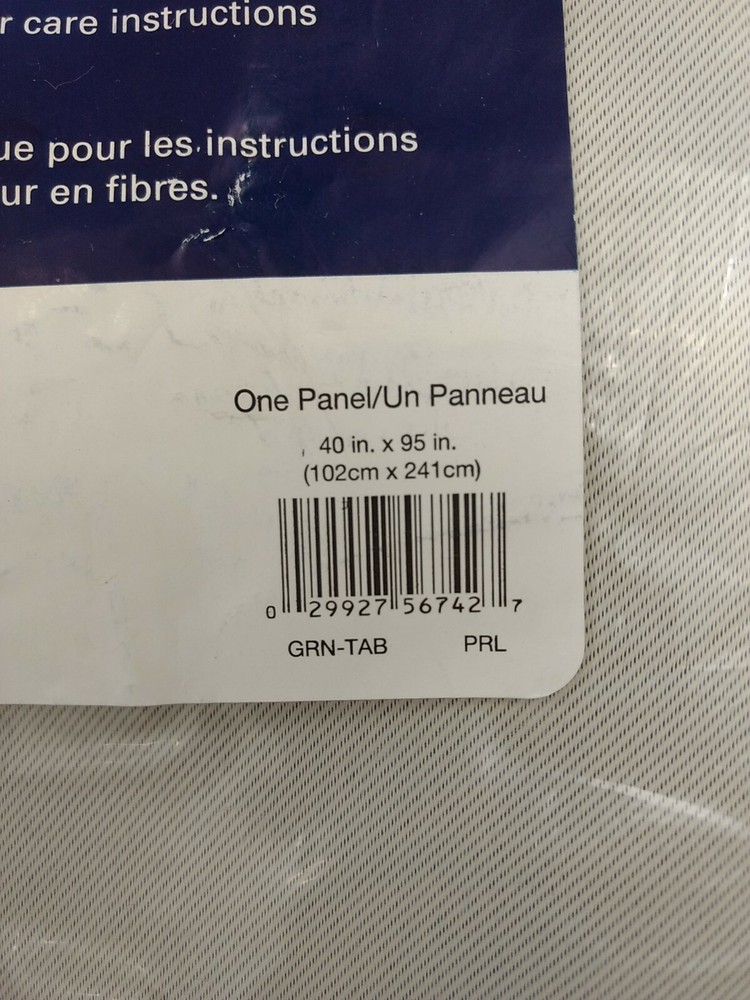 r care instructions
ue pour les instructions
ur en fibres.
One Panel/Un Panneau
40 in. x 95 in.
(102cm x 241cm)
0 29927 56742 7
GRN-TAB PRL